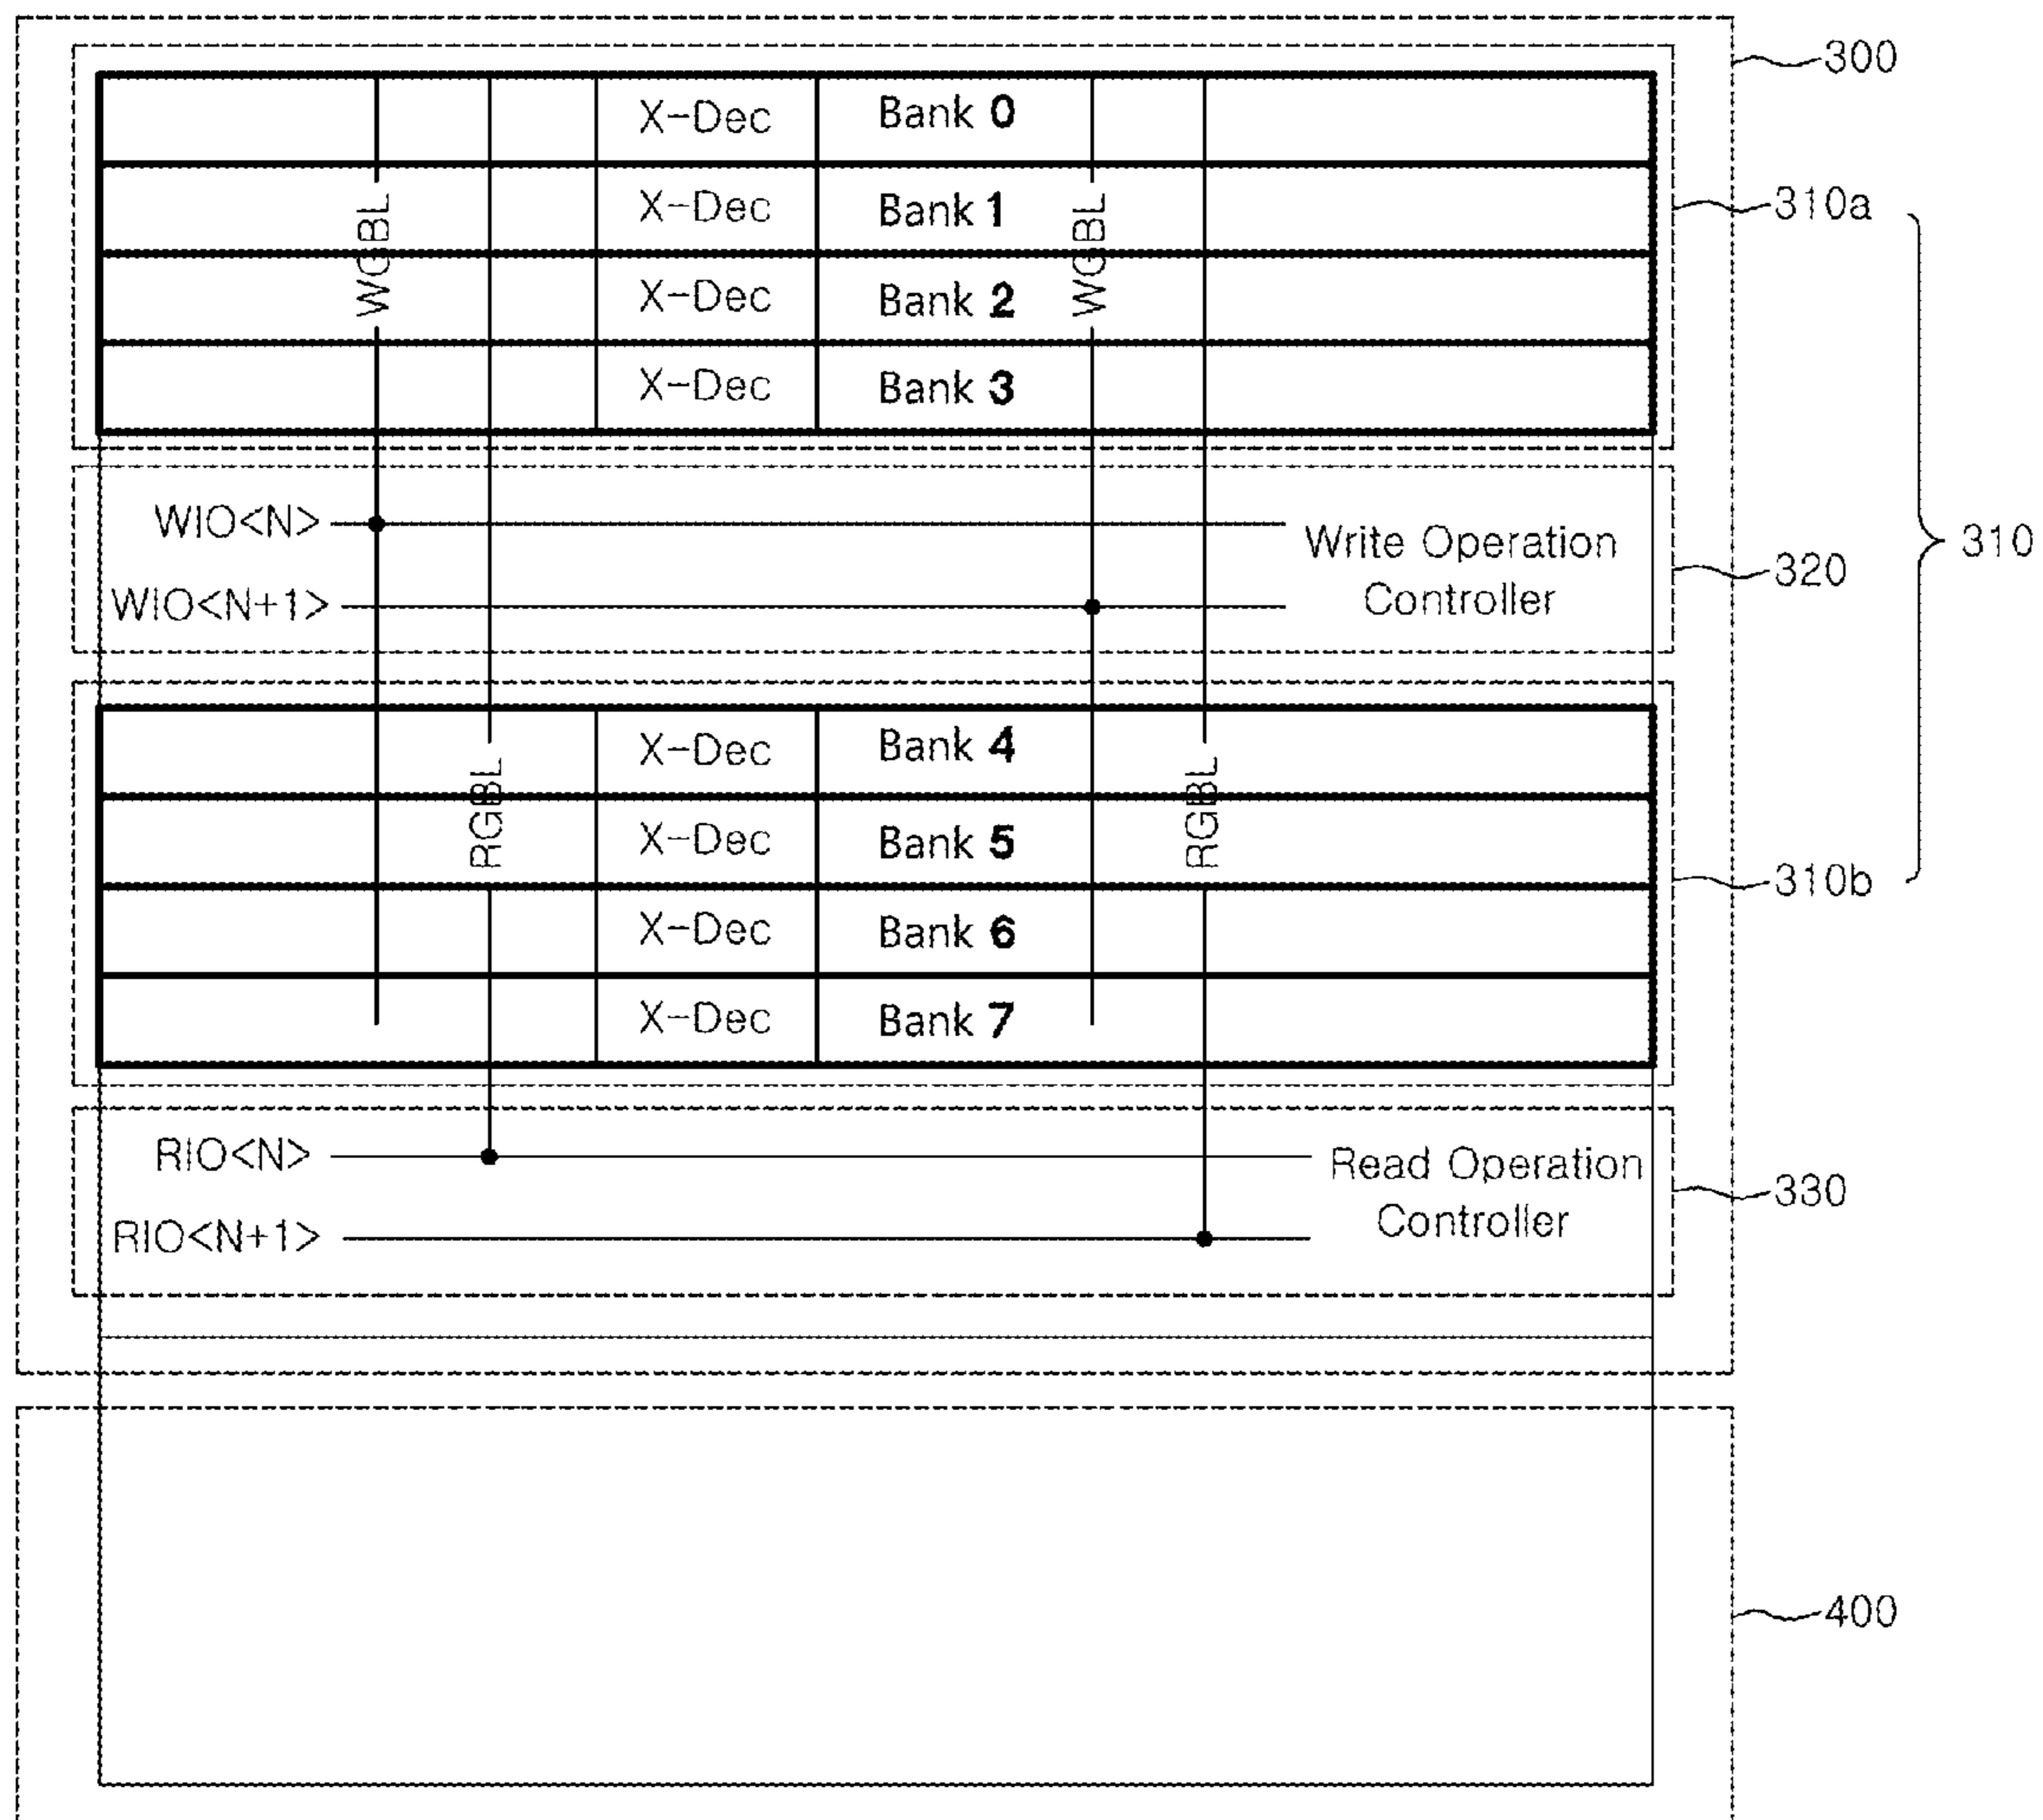 300
X-Dec Bank 0
X-Dec Bank 1
310a
WGBL
WGBL
X-Dec Bank 2
X-Dec Bank 3
WIO<N>
Write Operation
Controller
310
320
WIO<N+1>
X-Dec Bank 4
RGBL
RGBL
X-Dec Bank 5
310b
X-Dec Bank 6
X-Dec Bank 7
RIO<N>
Read Operation
Controller
330
RIO<N+1>
400